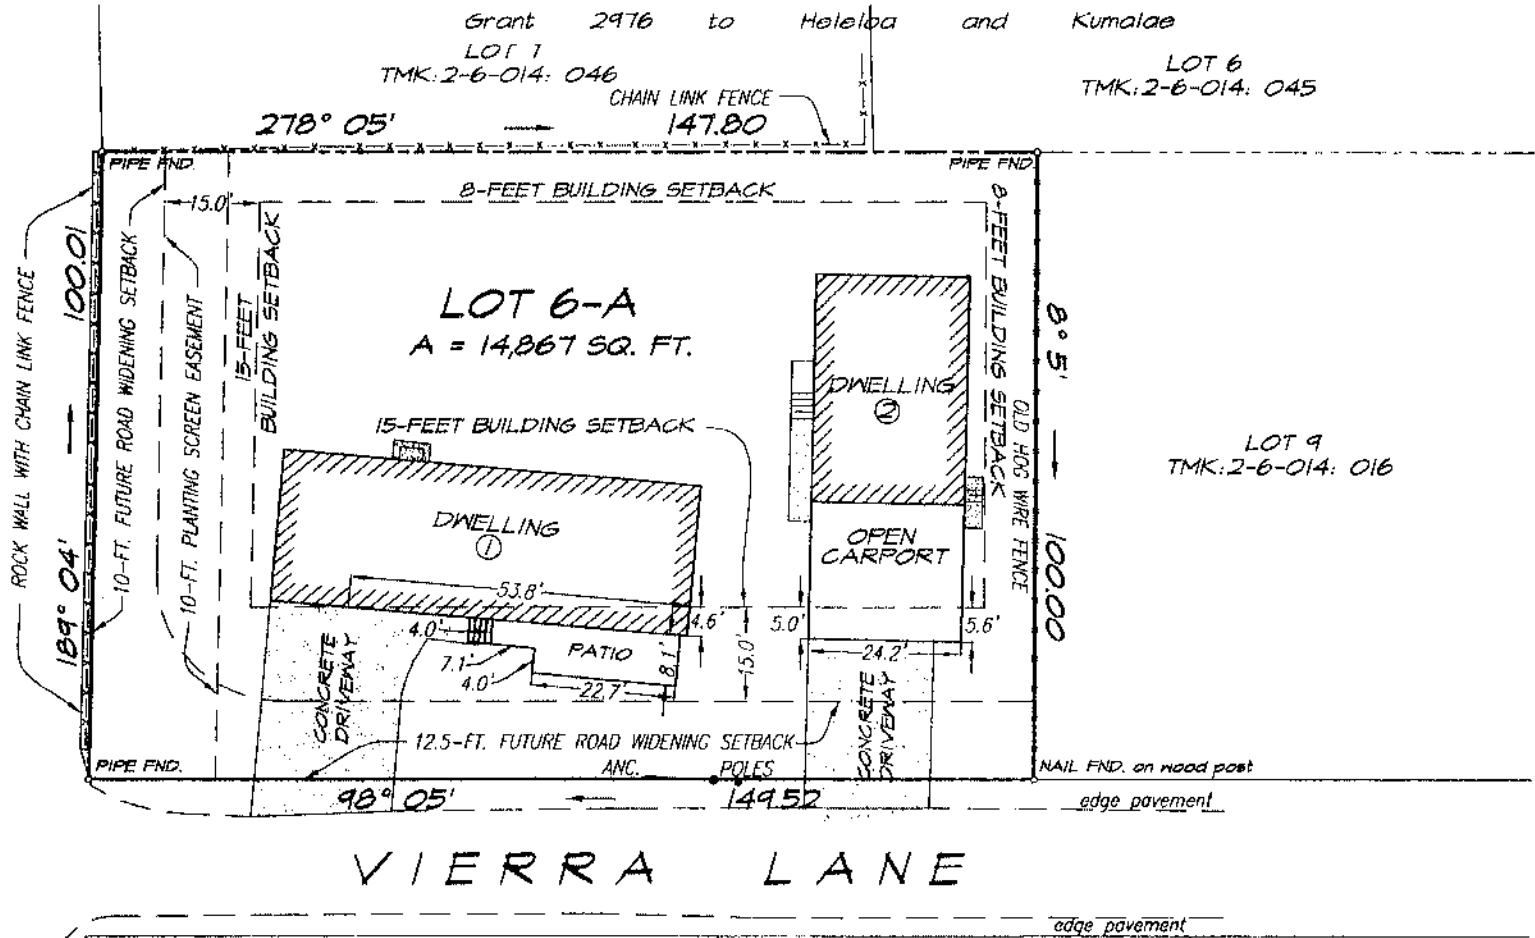 Grant 2976 to Heleloa and Kumalae
LOT 7
TMK: 2-6-014: 046
LOT 6
TMK: 2-6-014: 045
CHAIN LINK FENCE
278° 05'
147.80
PIPE FND.
PIPE FND.
8-FEET BUILDING SETBACK
15.0'
ROCK WALL WITH CHAIN LINK FENCE
100.01
189° 04'
10-FT. FUTURE ROAD WIDENING SETBACK
10-FT. PLANTING SCREEN EASEMENT
15-FEET
BUILDING SETBACK
LOT 6-A
A = 14,867 SQ. FT.
8-FEET BUILDING SETBACK
OLD HOG WIRE FENCE
8° 5'
100.00
DWELLING
2
15-FEET BUILDING SETBACK
LOT 9
TMK: 2-6-014: 016
DWELLING
1
OPEN
CARPORT
53.8'
4.6'
5.0'
5.6'
4.0'
7.1'
4.0'
PATIO
8.1'
22.7'
15.0'
24.2'
CONCRETE
DRIVEWAY
CONCRETE
DRIVEWAY
12.5-FT. FUTURE ROAD WIDENING SETBACK
PIPE FND.
ANC.
POLES
NAIL FND. on wood post
98° 05'
149.52
edge pavement
VIERRA LANE
edge pavement